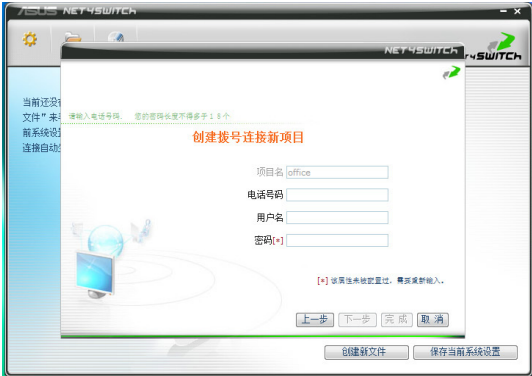 ASUS NET4SWITCH
NET4SWITCH
当前还没有
文件"来
前系统设
连接自动
请输入电话号码, 您的密码长度不得多于18个
创建拨号连接新项目
项目名 office
电话号码
用户名
密码[*]
[*] 该属性未被配置过,需要重新输入.
上一步 下一步 完成 取消
创建新文件 保存当前系统设置